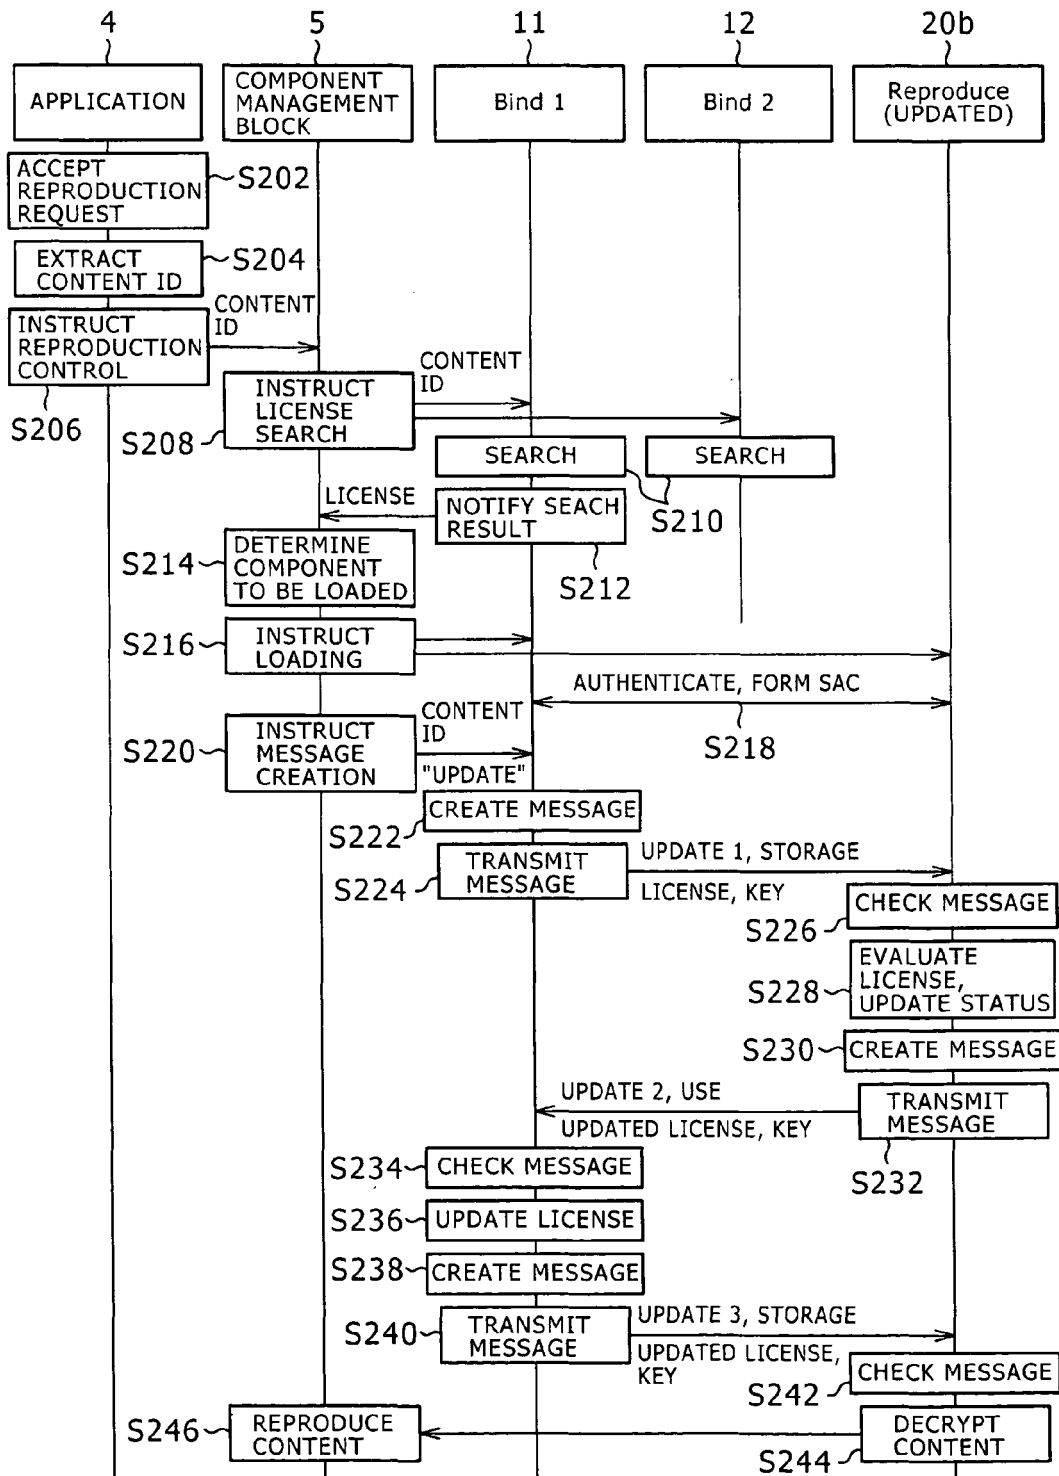 4
5
11
12
20b
APPLICATION
COMPONENT
MANAGEMENT
BLOCK
Bind 1
Bind 2
Reproduce
(UPDATED)
ACCEPT
REPRODUCTION
REQUEST
S202
EXTRACT
CONTENT ID
S204
INSTRUCT
REPRODUCTION
CONTROL
S206
CONTENT
ID
INSTRUCT
LICENSE
SEARCH
S208
CONTENT
ID
SEARCH
SEARCH
S210
NOTIFY SEACH
RESULT
S212
LICENSE
S214
DETERMINE
COMPONENT
TO BE LOADED
S216
INSTRUCT
LOADING
AUTHENTICATE, FORM SAC
S218
S220
INSTRUCT
MESSAGE
CREATION
CONTENT
ID
"UPDATE"
S222
CREATE MESSAGE
S224
TRANSMIT
MESSAGE
UPDATE 1, STORAGE
LICENSE, KEY
S226
CHECK MESSAGE
S228
EVALUATE
LICENSE,
UPDATE STATUS
S230
CREATE MESSAGE
UPDATE 2, USE
UPDATED LICENSE, KEY
TRANSMIT
MESSAGE
S232
S234
CHECK MESSAGE
S236
UPDATE LICENSE
S238
CREATE MESSAGE
S240
TRANSMIT
MESSAGE
UPDATE 3, STORAGE
UPDATED LICENSE,
KEY
S242
CHECK MESSAGE
S246
REPRODUCE
CONTENT
S244
DECRYPT
CONTENT